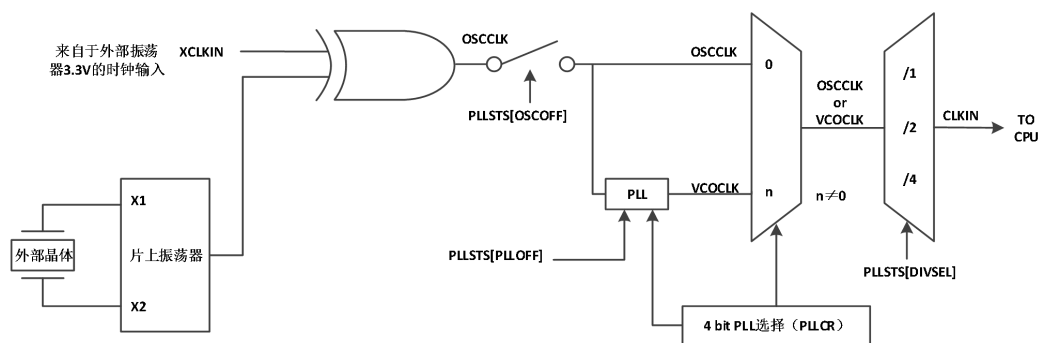 来自于外部振荡
器3.3V的时钟输入
XCLKIN
OSCCLK
PLLSTS[OSCOFF]
OSCCLK
0
OSCCLK
or
VCOCLK
/1
/2
/4
CLKIN
TO
CPU
X1
外部晶体
片上振荡器
X2
PLL
VCOCLK
n
n≠0
PLLSTS[PLLOFF]
PLLSTS[DIVSEL]
4 bit PLL选择（PLLCR）